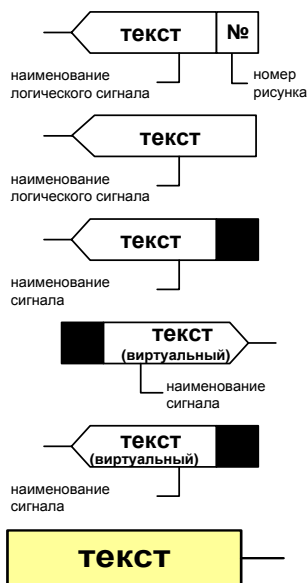 текст №
наименование
логического сигнала
номер
рисунка
текст
наименование
логического сигнала
текст
наименование
сигнала
текст
(виртуальный)
наименование
сигнала
текст
(виртуальный)
наименование
сигнала
текст